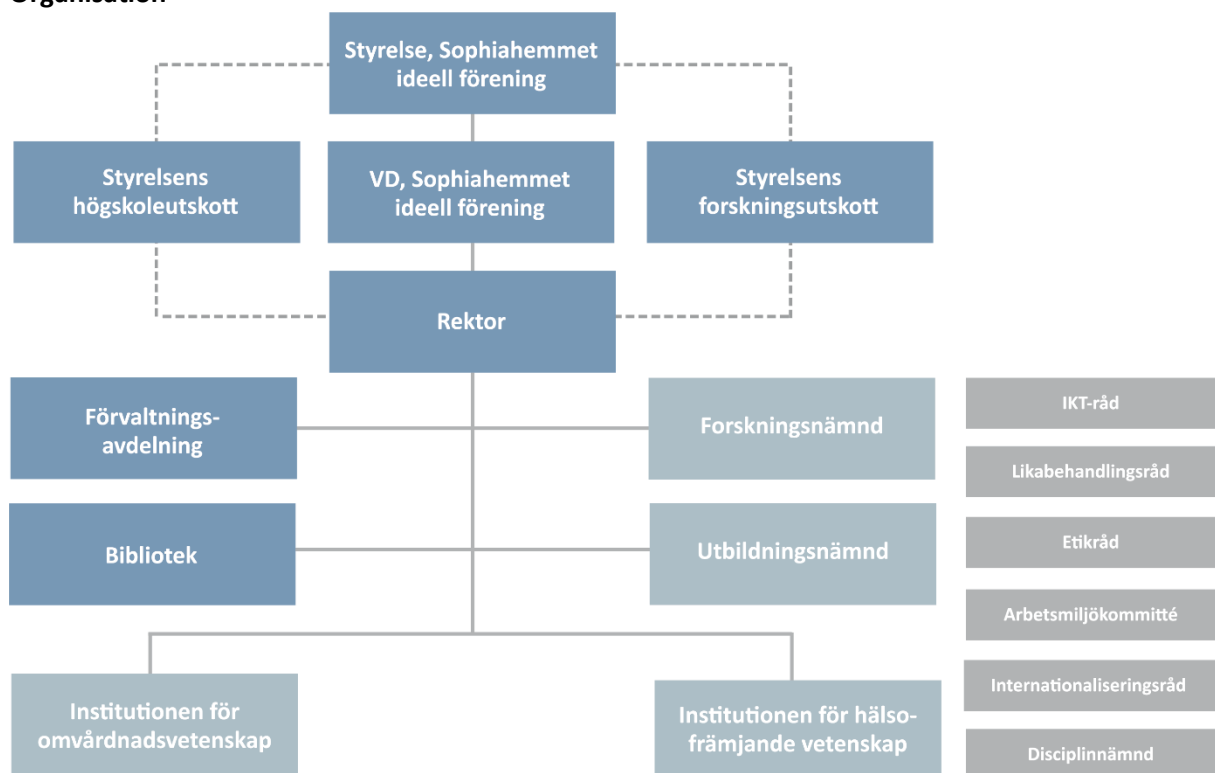 Organisation
Styrelse, Sophiahemmet
ideell förening
Styrelsens
högskoleutskott
VD, Sophiahemmet
ideell förening
Styrelsens
forskningsutskott
Rektor
Förvaltnings-
avdelning
Forskningsnämnd
IKT-råd
Likabehandlingsråd
Bibliotek
Utbildningsnämnd
Etikråd
Arbetsmiljökommitté
Internationaliseringsråd
Institutionen för
omvårdnadsvetenskap
Institutionen för hälso-
främjande vetenskap
Disciplinnämnd